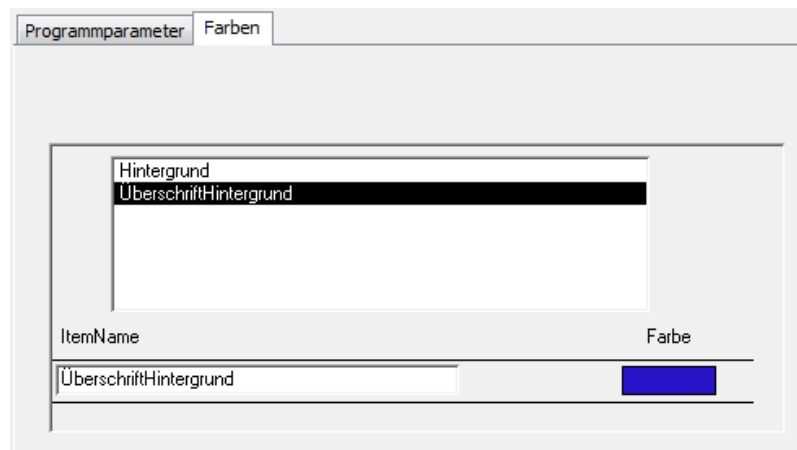 Programmparameter Farben
Hintergrund
ÜberschriftHintergrund
ItemName Farbe
ÜberschriftHintergrund